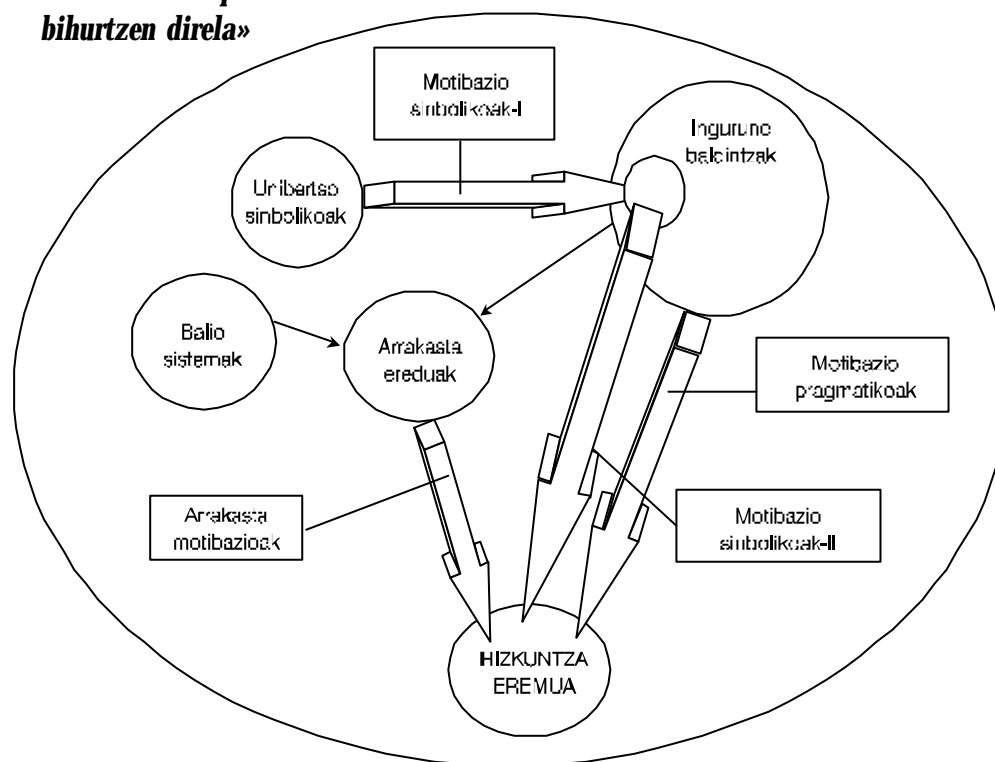 bihurtzen direla»
Motibazio
sinbolikoak-I
Ingurune
baldintzak
Unibertso
sinbolikoak
Balio
sistemak
Arrakasta
ereduak
Motibazio
pragmatikoak
Arrakasta
motibazioak
Motibazio
sinbolikoak-II
HIZKUNTZA
EREMUA